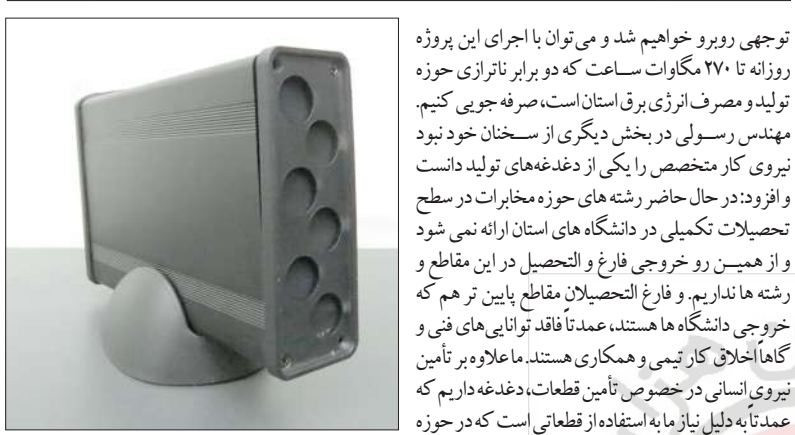 توجهی روبرو خواهیم شد و می‌توان با اجرای این پروژه
روزانه تا ۲۷۰ مگاوات ساعت که دو برابر ناترازی حوزه
تولید و مصرف انرژی برق استان است، صرفه جویی کنیم.
مهندس رسولی در بخش دیگری از سخنان خود نبود
نیروی کار متخصص را یکی از دغدغه‌های تولید دانست
و افزود: در حال حاضر رشته های حوزه مخابرات در سطح
تحصیلات تکمیلی در دانشگاه های استان ارائه نمی شود
و از همین رو خروجی فارغ و التحصیل در این مقاطع و
رشته ها نداریم. و فارغ التحصیلان مقاطع پایین تر هم که
خروجی دانشگاه ها هستند، عمدتاً فاقد توانایی‌های فنی و
گاهاً اخلاق کار تیمی و همکاری هستند. ما علاوه بر تأمین
نیروی انسانی در خصوص تأمین قطعات، دغدغه داریم که
عمدتاً به دلیل نیاز ما به استفاده از قطعاتی است که در حوزه